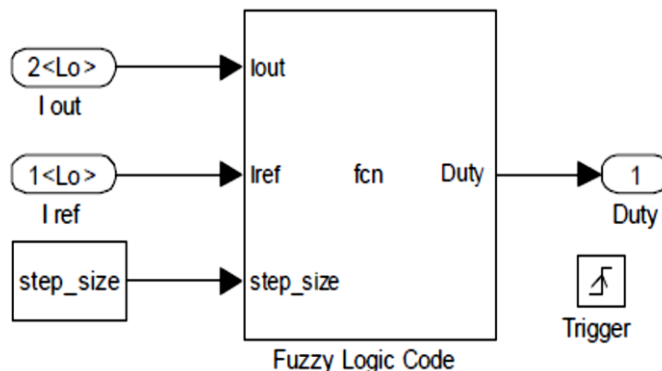 2<Lo>
I out
1<Lo>
I ref
step_size
Iout
Iref
fcn
Duty
step_size
Fuzzy Logic Code
1
Duty
Trigger